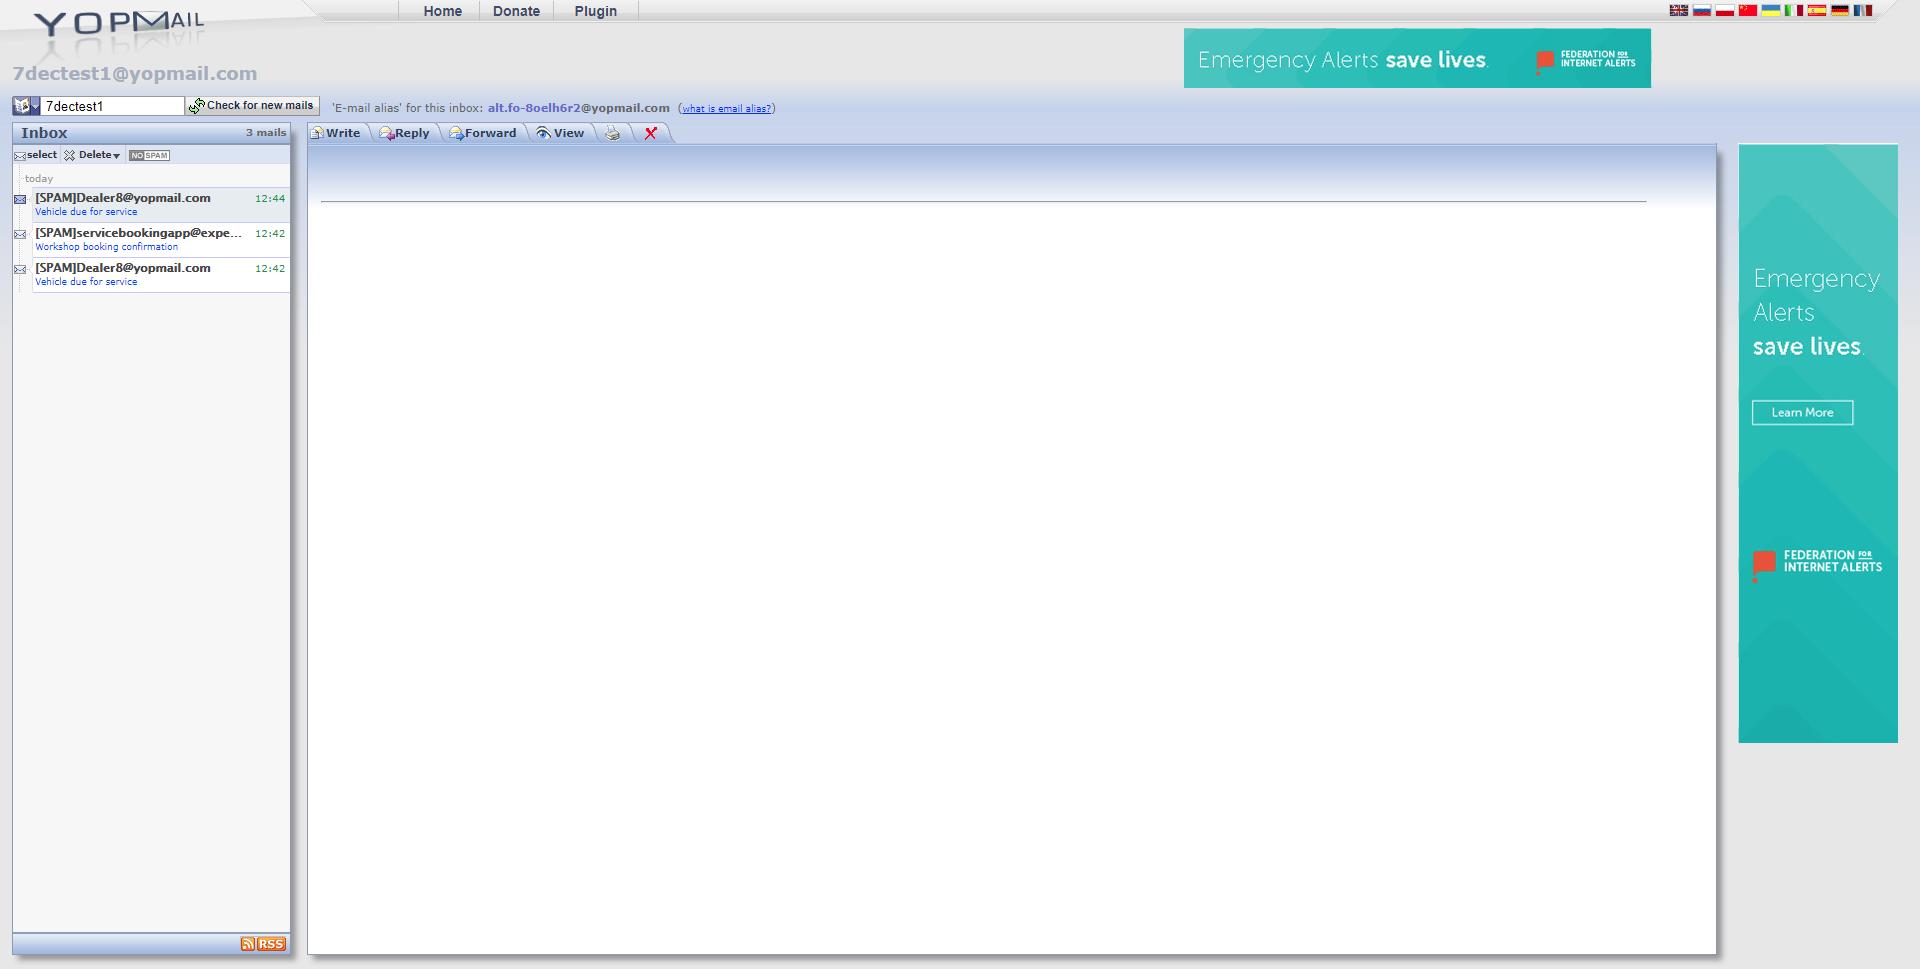 YOPMAIL
Home Donate Plugin
7dectest1@yopmail.com
Emergency Alerts save lives.
FEDERATION FOR
INTERNET ALERTS
7dectest1 Check for new mails
'E-mail alias' for this inbox: alt.fo-8oelh6r2@yopmail.com (what is email alias?)
Inbox 3 mails
Write Reply Forward View
select Delete NO SPAM
today
[SPAM]Dealer8@yopmail.com 12:44
Vehicle due for service
[SPAM]servicebookingapp@expe... 12:42
Workshop booking confirmation
[SPAM]Dealer8@yopmail.com 12:42
Vehicle due for service
RSS
Emergency
Alerts
save lives.
Learn More
FEDERATION FOR
INTERNET ALERTS